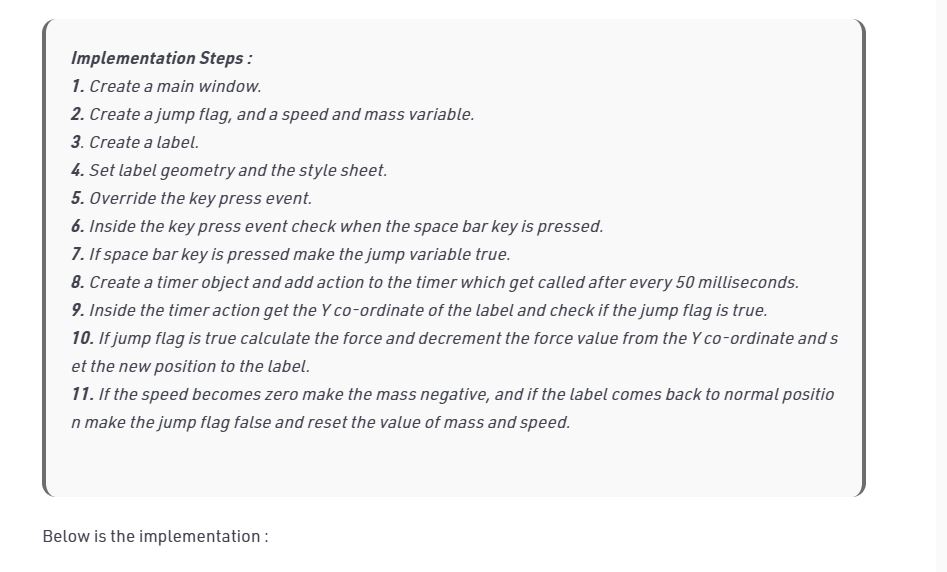 Implementation Steps :
1. Create a main window.
2. Create a jump flag, and a speed and mass variable.
3. Create a label.
4. Set label geometry and the style sheet.
5. Override the key press event.
6. Inside the key press event check when the space bar key is pressed.
7. If space bar key is pressed make the jump variable true.
8. Create a timer object and add action to the timer which get called after every 50 milliseconds.
9. Inside the timer action get the Y co-ordinate of the label and check if the jump flag is true.
10. If jump flag is true calculate the force and decrement the force value from the Y co-ordinate and s
et the new position to the label.
11. If the speed becomes zero make the mass negative, and if the label comes back to normal positio
n make the jump flag false and reset the value of mass and speed.
Below is the implementation :